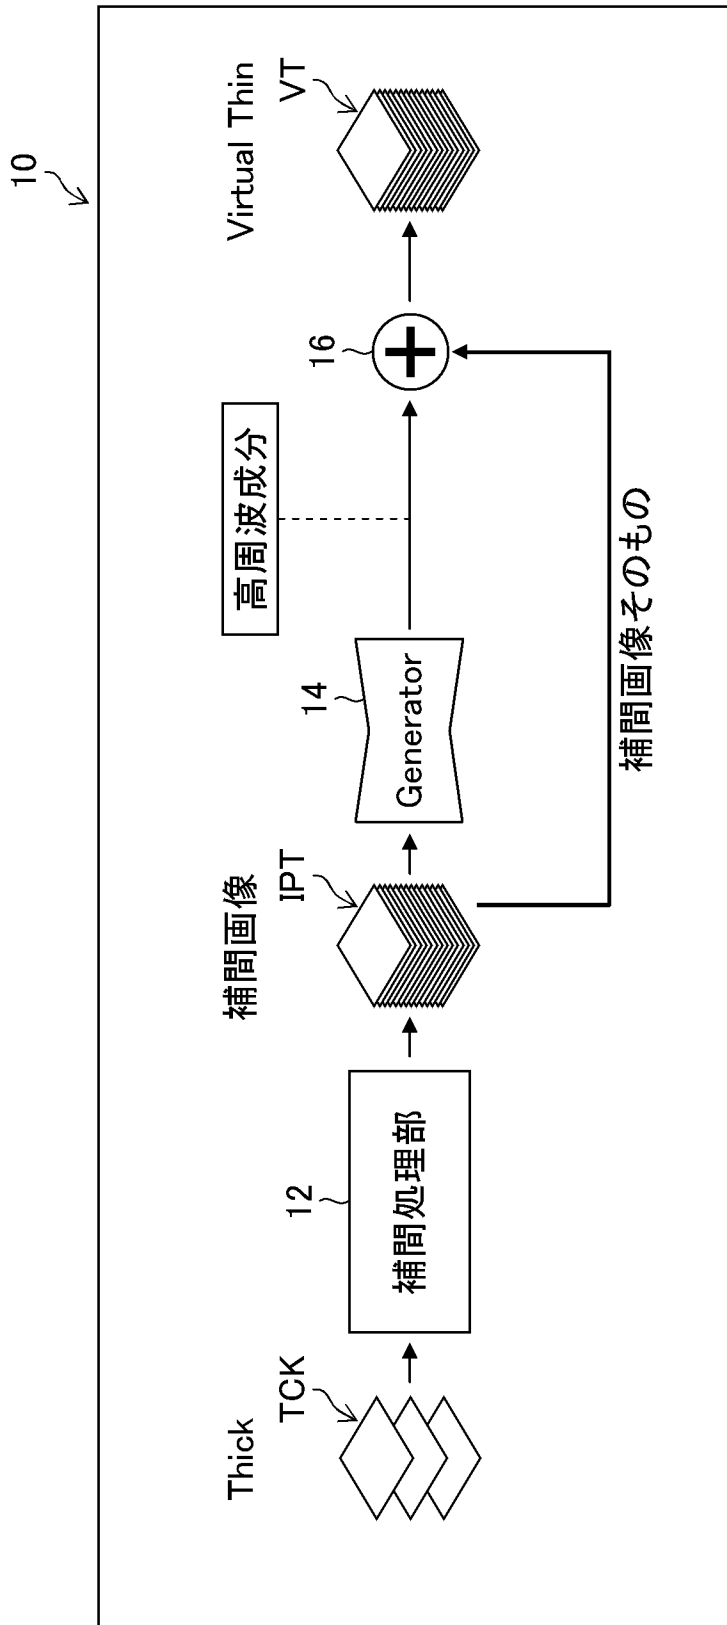 10
Thick
TCK
12
補間処理部
補間画像
IPT
14
Generator
高周波成分
16
Virtual Thin
VT
補間画像そのもの